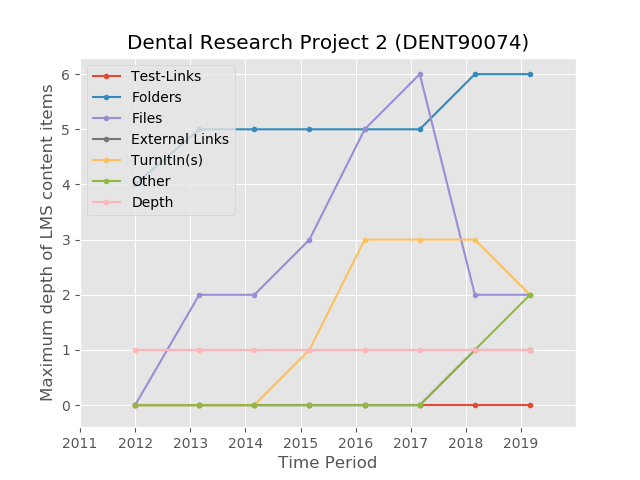 Dental Research Project 2 (DENT90074)
Test-Links
Folders
Files
External Links
TurnItIn(s)
Other
Depth
Maximum depth of LMS content items
6
5
4
3
2
1
0
2011 2012 2013 2014 2015 2016 2017 2018 2019
Time Period